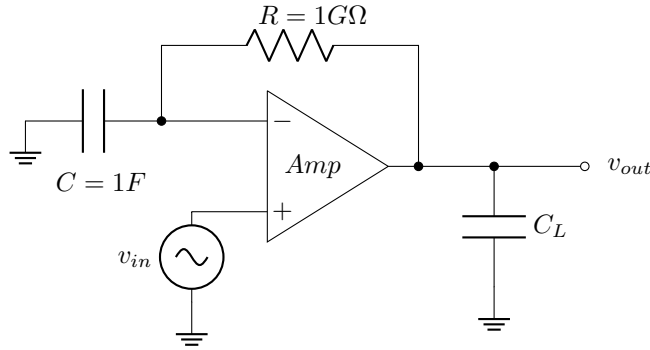 R = 1GΩ
−
Amp
v_out
C = 1F
+
C_L
v_in